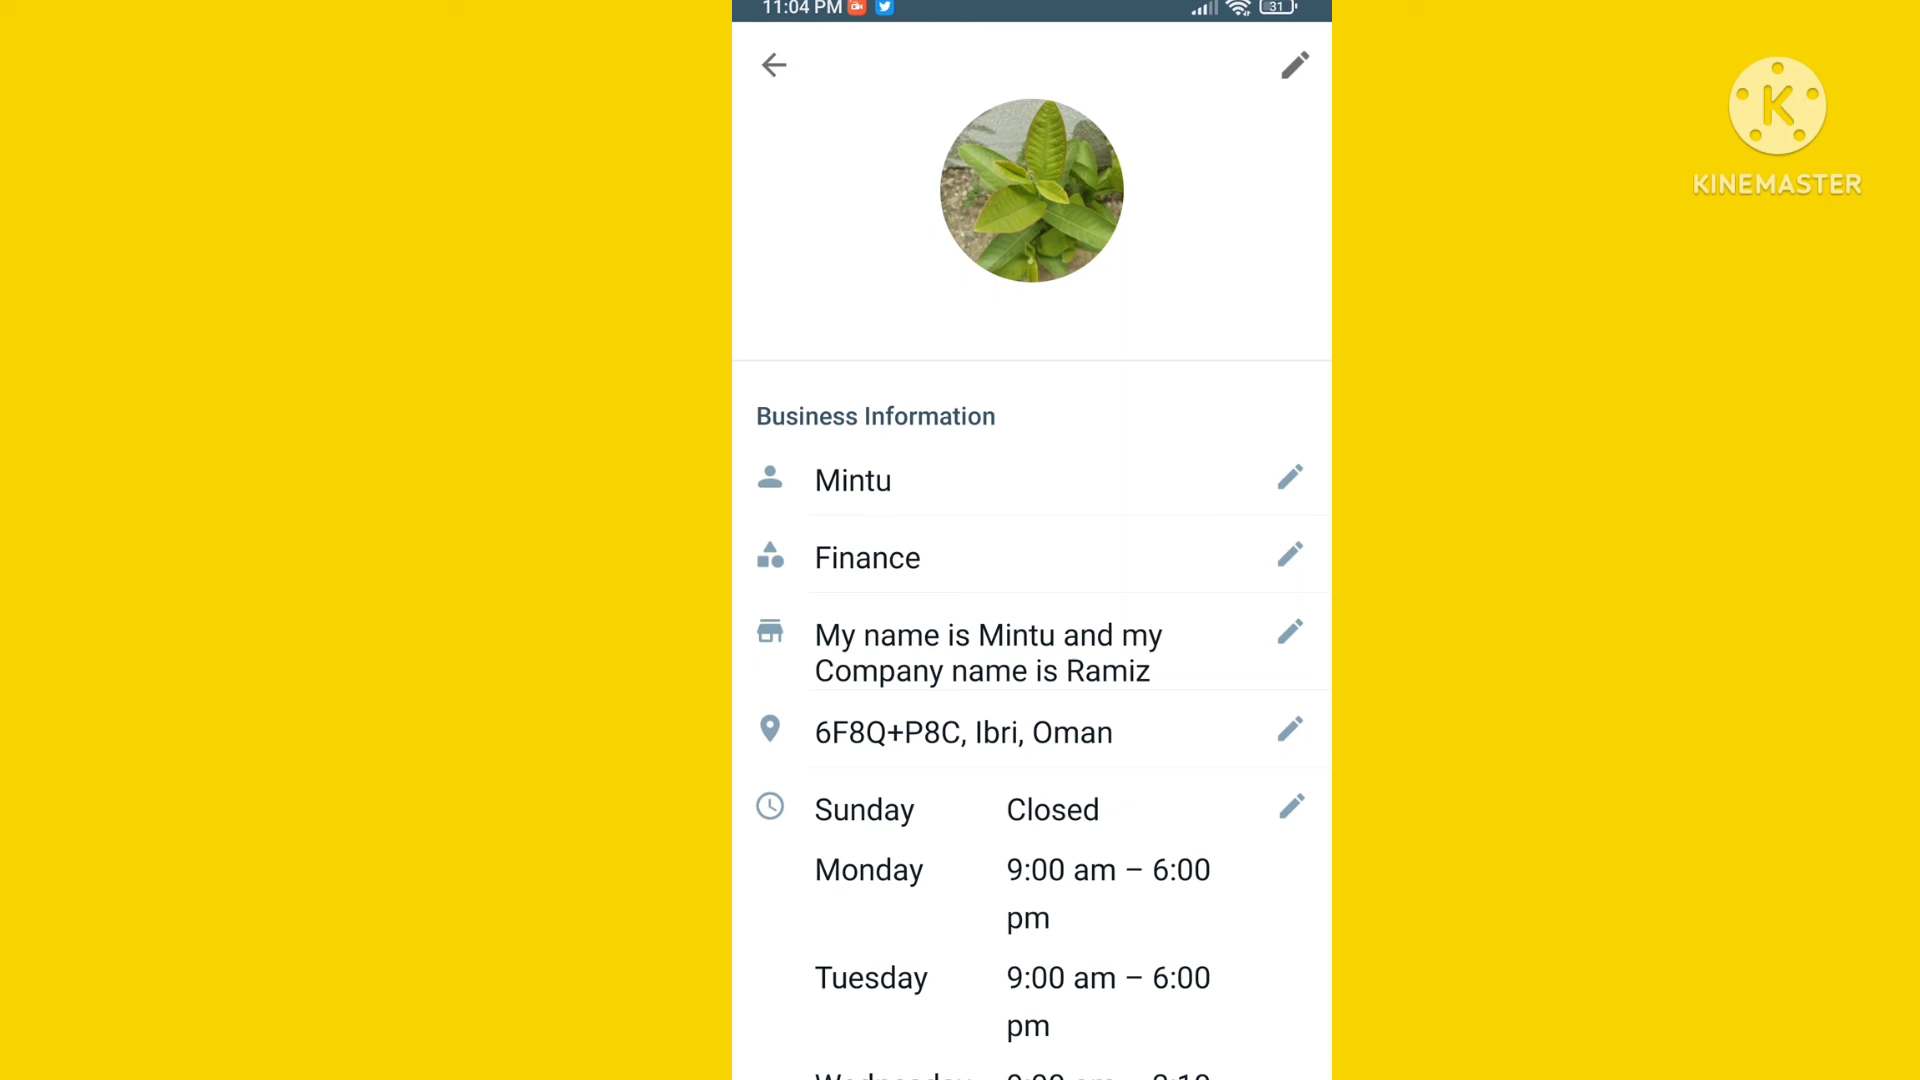 11:04 PM
31
K
KINEMASTER
Business Information
Mintu
Finance
My name is Mintu and my
Company name is Ramiz
6F8Q+P8C, Ibri, Oman
Sunday Closed
Monday 9:00 am – 6:00
pm
Tuesday 9:00 am – 6:00
pm